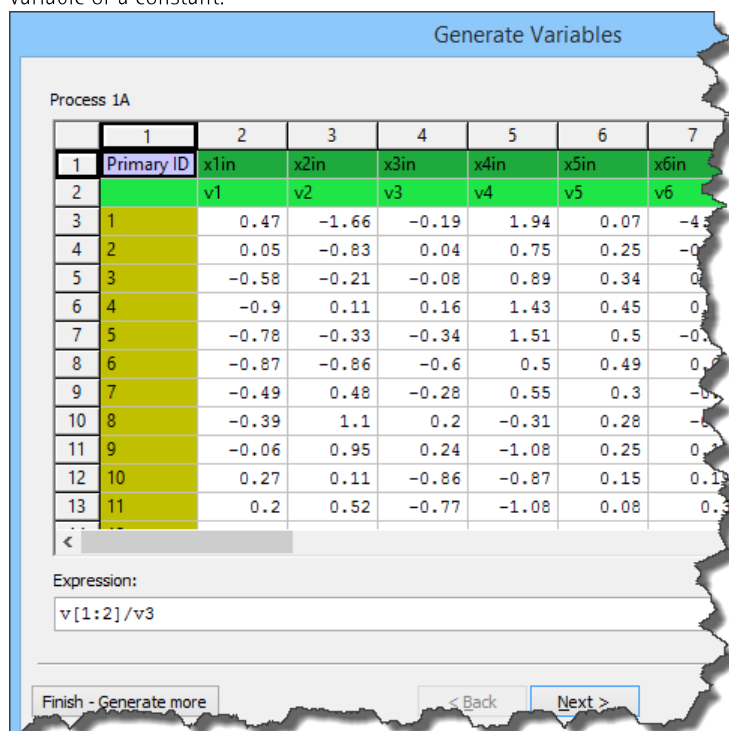 variable or a constant.
Generate Variables
Process 1A
1 2 3 4 5 6 7
1 Primary ID x1in x2in x3in x4in x5in x6in
2 v1 v2 v3 v4 v5 v6
3 1 0.47 -1.66 -0.19 1.94 0.07
4 2 0.05 -0.83 0.04 0.75 0.25
5 3 -0.58 -0.21 -0.08 0.89 0.34
6 4 -0.9 0.11 0.16 1.43 0.45
7 5 -0.78 -0.33 -0.34 1.51 0.5
8 6 -0.87 -0.86 -0.6 0.5 0.49
9 7 -0.49 0.48 -0.28 0.55 0.3
10 8 -0.39 1.1 0.2 -0.31 0.28
11 9 -0.06 0.95 0.24 -1.08 0.25
12 10 0.27 0.11 -0.86 -0.87 0.15
13 11 0.2 0.52 -0.77 -1.08 0.08
<
Expression:
v[1:2]/v3
Finish - Generate more < Back Next >